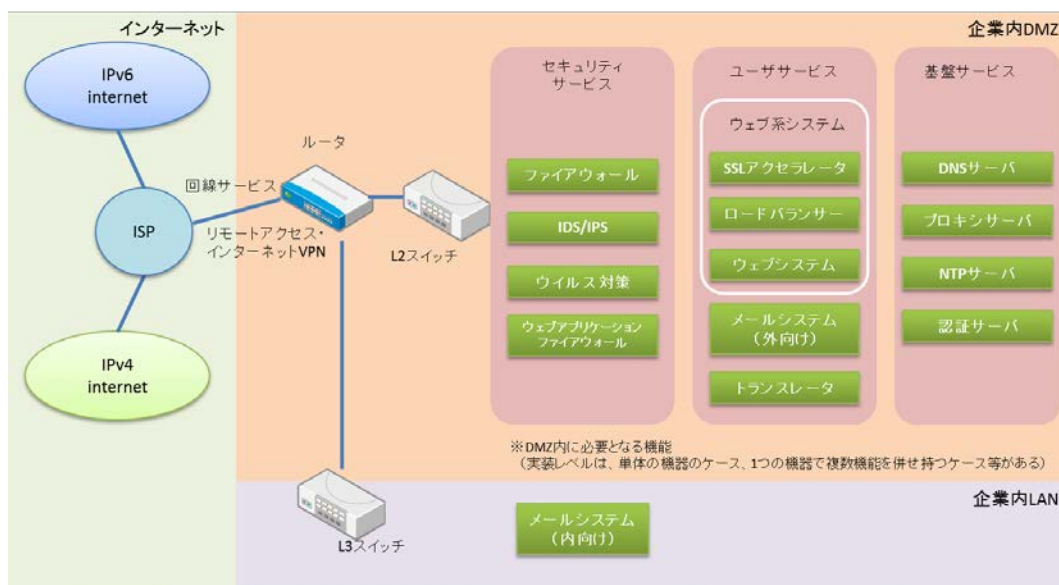 インターネット
企業内DMZ
IPv6
internet
ISP
IPv4
internet
回線サービス
リモートアクセス・
インターネットVPN
ルータ
L2スイッチ
セキュリティ
サービス
ファイアウォール
IDS/IPS
ウイルス対策
ウェブアプリケーション
ファイアウォール
ユーザサービス
ウェブ系システム
SSLアクセラレータ
ロードバランサー
ウェブシステム
メールシステム
(外向け)
トランスレータ
基盤サービス
DNSサーバ
プロキシサーバ
NTPサーバ
認証サーバ
※DMZ内に必要となる機能
(実装レベルは、単体の機器のケース、1つの機器で複数機能を併せ持つケース等がある)
企業内LAN
L3スイッチ
メールシステム
(内向け)